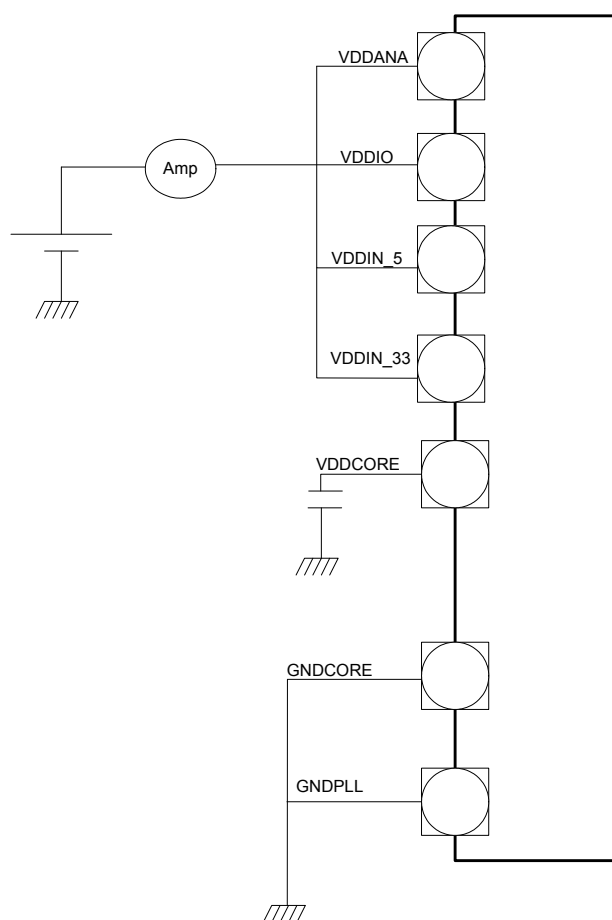 VDDANA
Amp
VDDIO
VDDIN_5
VDDIN_33
VDDCORE
GNDCORE
GNDPLL